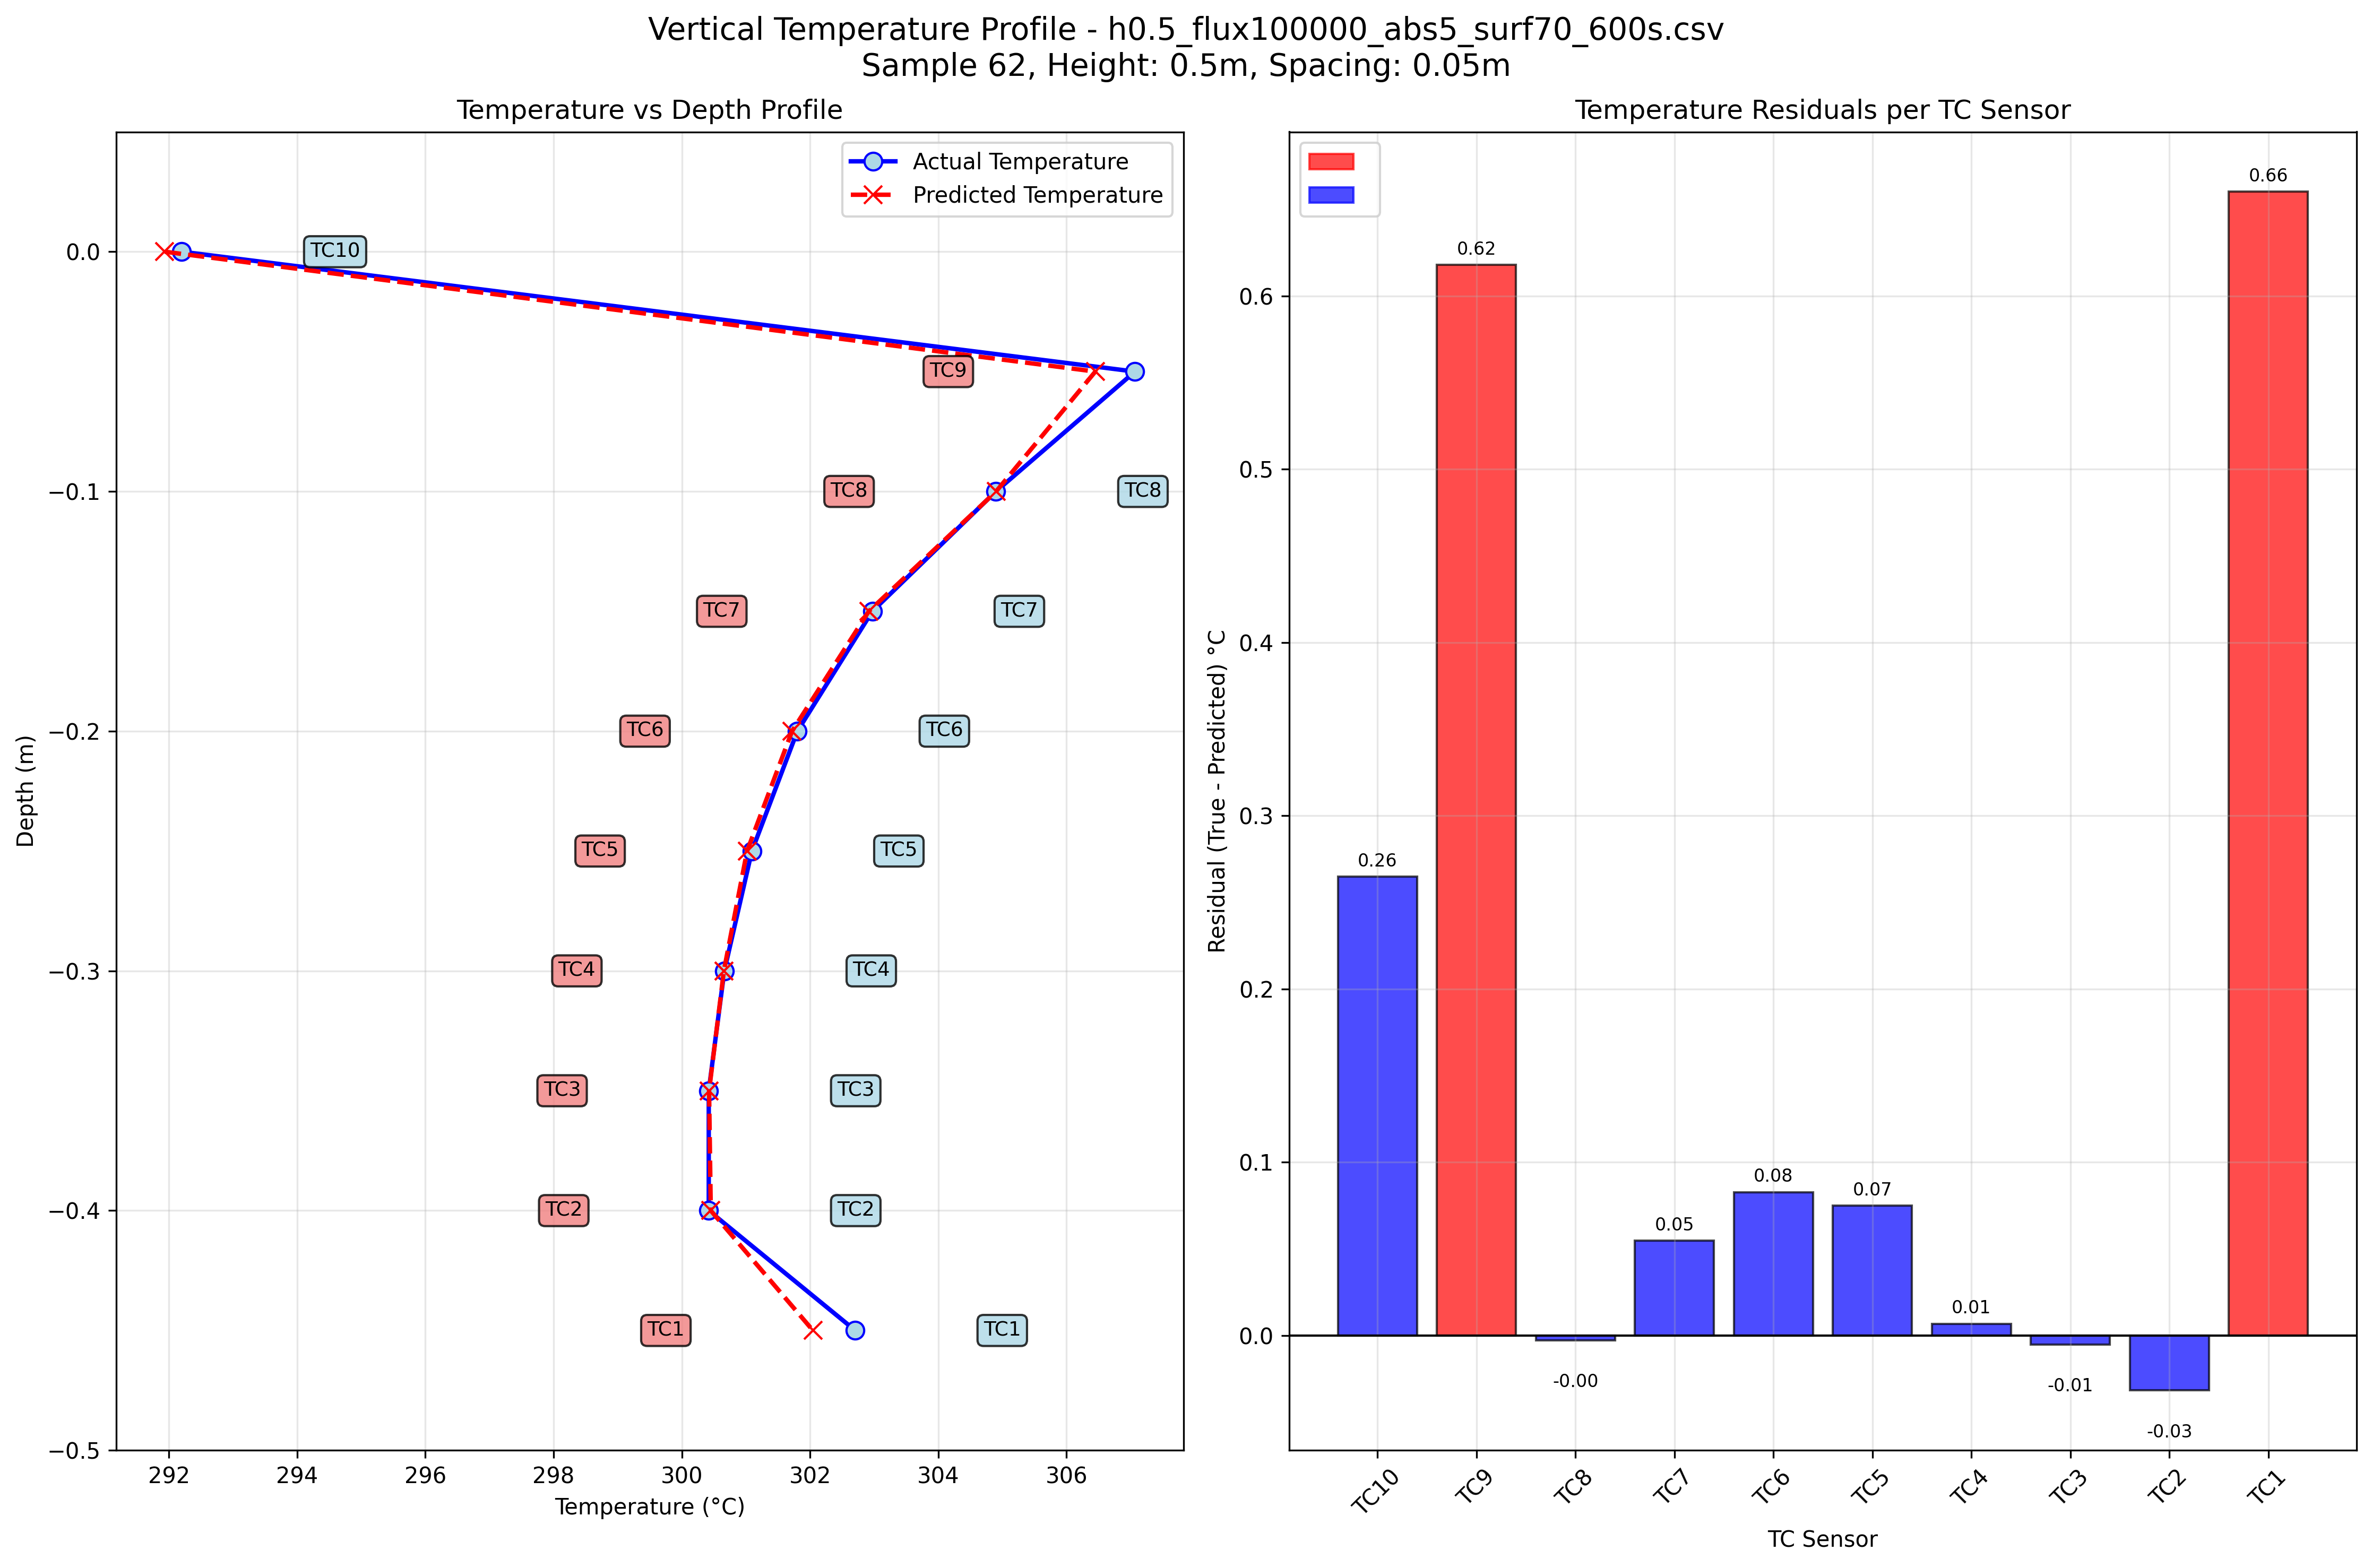 Vertical Temperature Profile - h0.5_flux100000_abs5_surf70_600s.csv
Sample 62, Height: 0.5m, Spacing: 0.05m
Temperature vs Depth Profile
Actual Temperature
Predicted Temperature
TC10
TC9
TC8
TC8
TC7
TC7
TC6
TC6
TC5
TC5
TC4
TC4
TC3
TC3
TC2
TC2
TC1
TC1
0.0
−0.1
−0.2
−0.3
−0.4
−0.5
Depth (m)
292 294 296 298 300 302 304 306
Temperature (°C)
Temperature Residuals per TC Sensor
0.26
0.62
-0.00
0.05
0.08
0.07
0.01
-0.01
-0.03
0.66
0.6
0.5
0.4
0.3
0.2
0.1
0.0
Residual (True - Predicted) °C
TC10 TC9 TC8 TC7 TC6 TC5 TC4 TC3 TC2 TC1
TC Sensor